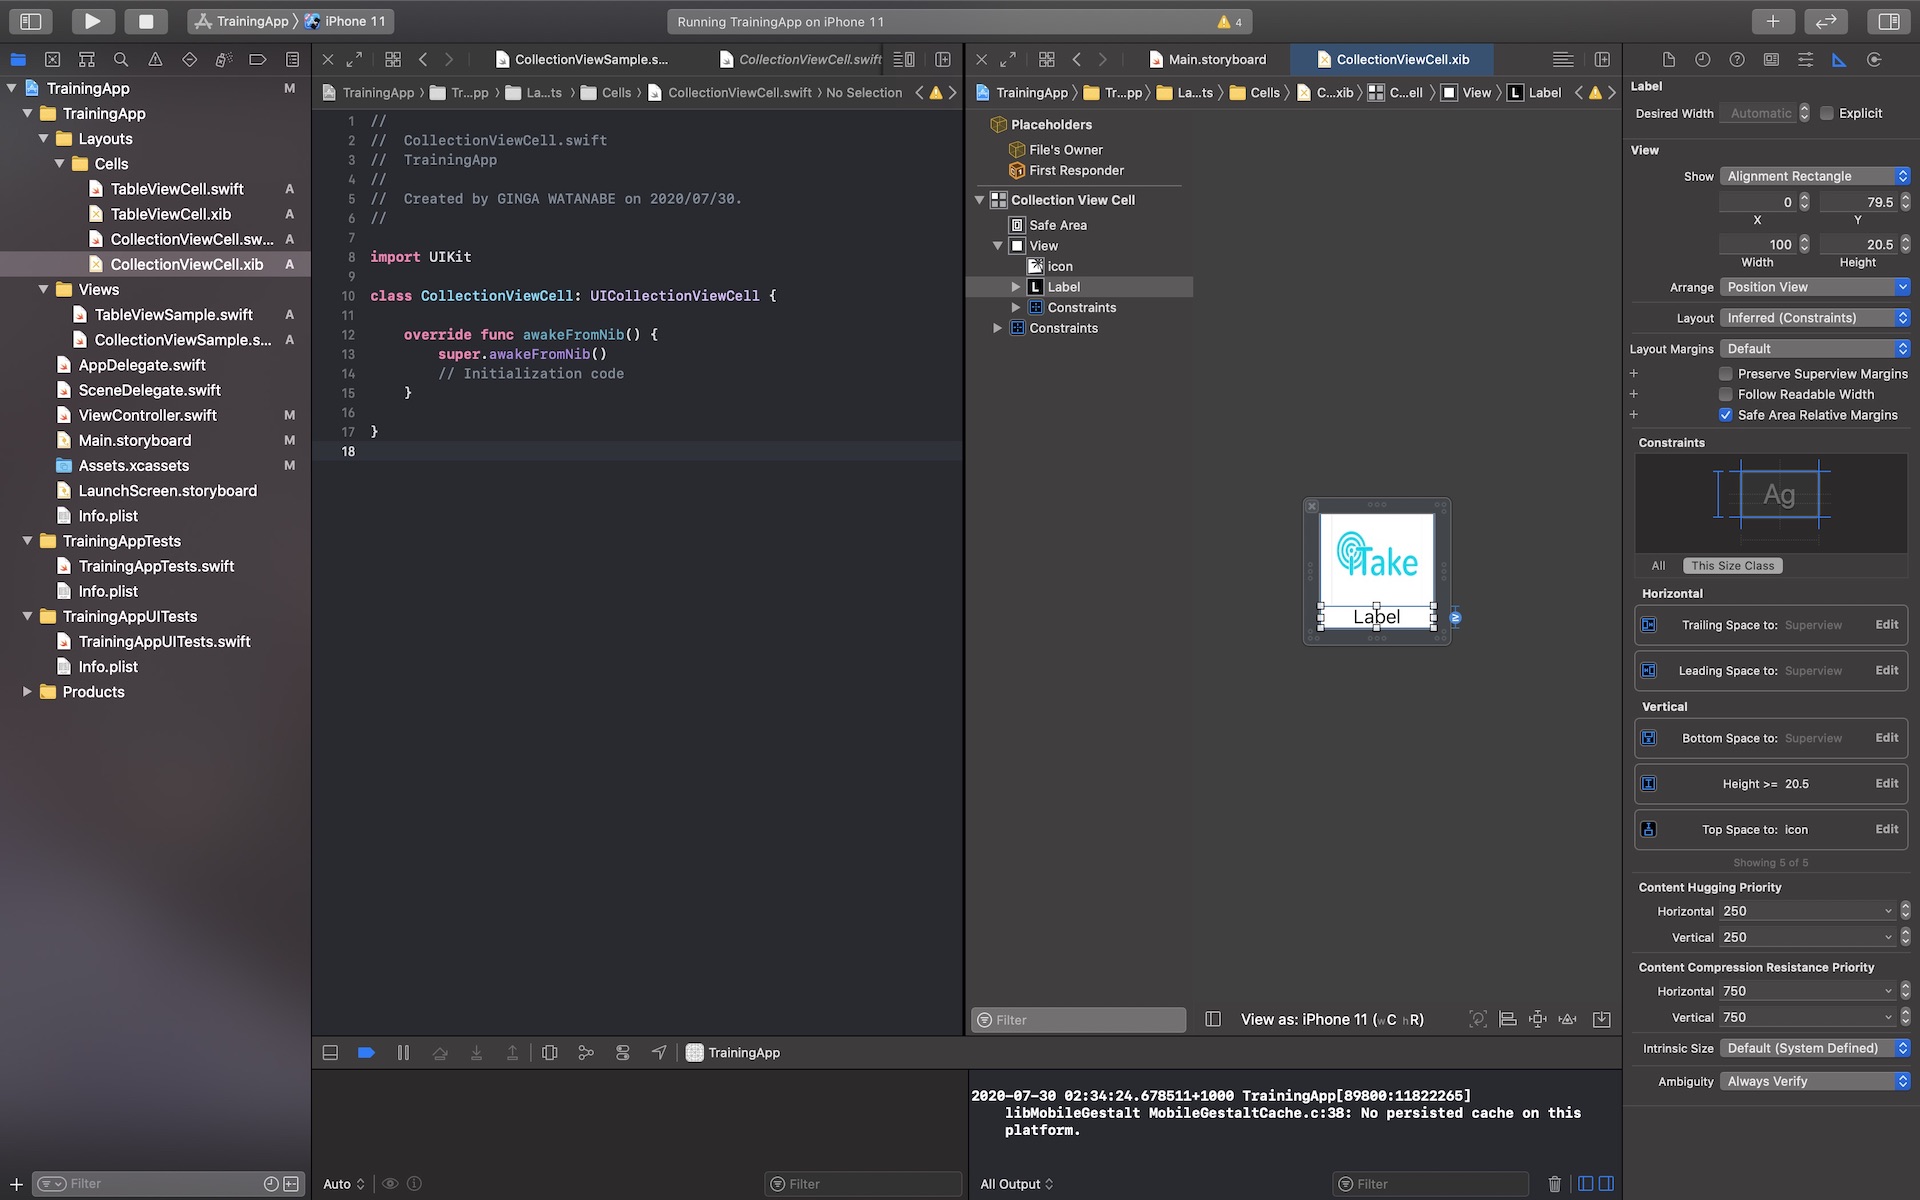 TrainingApp 〉 iPhone 11
Running TrainingApp on iPhone 11
4
TrainingApp M
TrainingApp
Layouts
Cells
TableViewCell.swift A
TableViewCell.xib A
CollectionViewCell.sw... A
CollectionViewCell.xib A
Views
TableViewSample.swift A
CollectionViewSample.s... A
AppDelegate.swift
SceneDelegate.swift
ViewController.swift M
Main.storyboard M
Assets.xcassets M
LaunchScreen.storyboard
Info.plist
TrainingAppTests
TrainingAppTests.swift
Info.plist
TrainingAppUITests
TrainingAppUITests.swift
Info.plist
Products
Filter
CollectionViewSample.s... CollectionViewCell.swift
TrainingApp 〉 Tr...pp 〉 La...ts 〉 Cells 〉 CollectionViewCell.swift 〉 No Selection
1 //
2 //  CollectionViewCell.swift
3 //  TrainingApp
4 //
5 //  Created by GINGA WATANABE on 2020/07/30.
6 //
7
8 import UIKit
9
10 class CollectionViewCell: UICollectionViewCell {
11
12     override func awakeFromNib() {
13         super.awakeFromNib()
14         // Initialization code
15     }
16
17 }
18
Main.storyboard CollectionViewCell.xib
TrainingApp 〉 Tr...pp 〉 La...ts 〉 Cells 〉 C...xib 〉 C...ell 〉 View 〉 L Label
Placeholders
File's Owner
First Responder
Collection View Cell
Safe Area
View
icon
L Label
Constraints
Constraints
iTake
Label
Filter
View as: iPhone 11 (wC hR)
TrainingApp
2020-07-30 02:34:24.678511+1000 TrainingApp[89800:11822265]
libMobileGestalt MobileGestaltCache.c:38: No persisted cache on this
platform.
Auto
Filter
All Output
Filter
Label
Desired Width Automatic Explicit
View
Show Alignment Rectangle
0 79.5
X Y
100 20.5
Width Height
Arrange Position View
Layout Inferred (Constraints)
Layout Margins Default
+ Preserve Superview Margins
+ Follow Readable Width
+ Safe Area Relative Margins
Constraints
Ag
All This Size Class
Horizontal
Trailing Space to: Superview Edit
Leading Space to: Superview Edit
Vertical
Bottom Space to: Superview Edit
Height >= 20.5 Edit
Top Space to: icon Edit
Showing 5 of 5
Content Hugging Priority
Horizontal 250
Vertical 250
Content Compression Resistance Priority
Horizontal 750
Vertical 750
Intrinsic Size Default (System Defined)
Ambiguity Always Verify